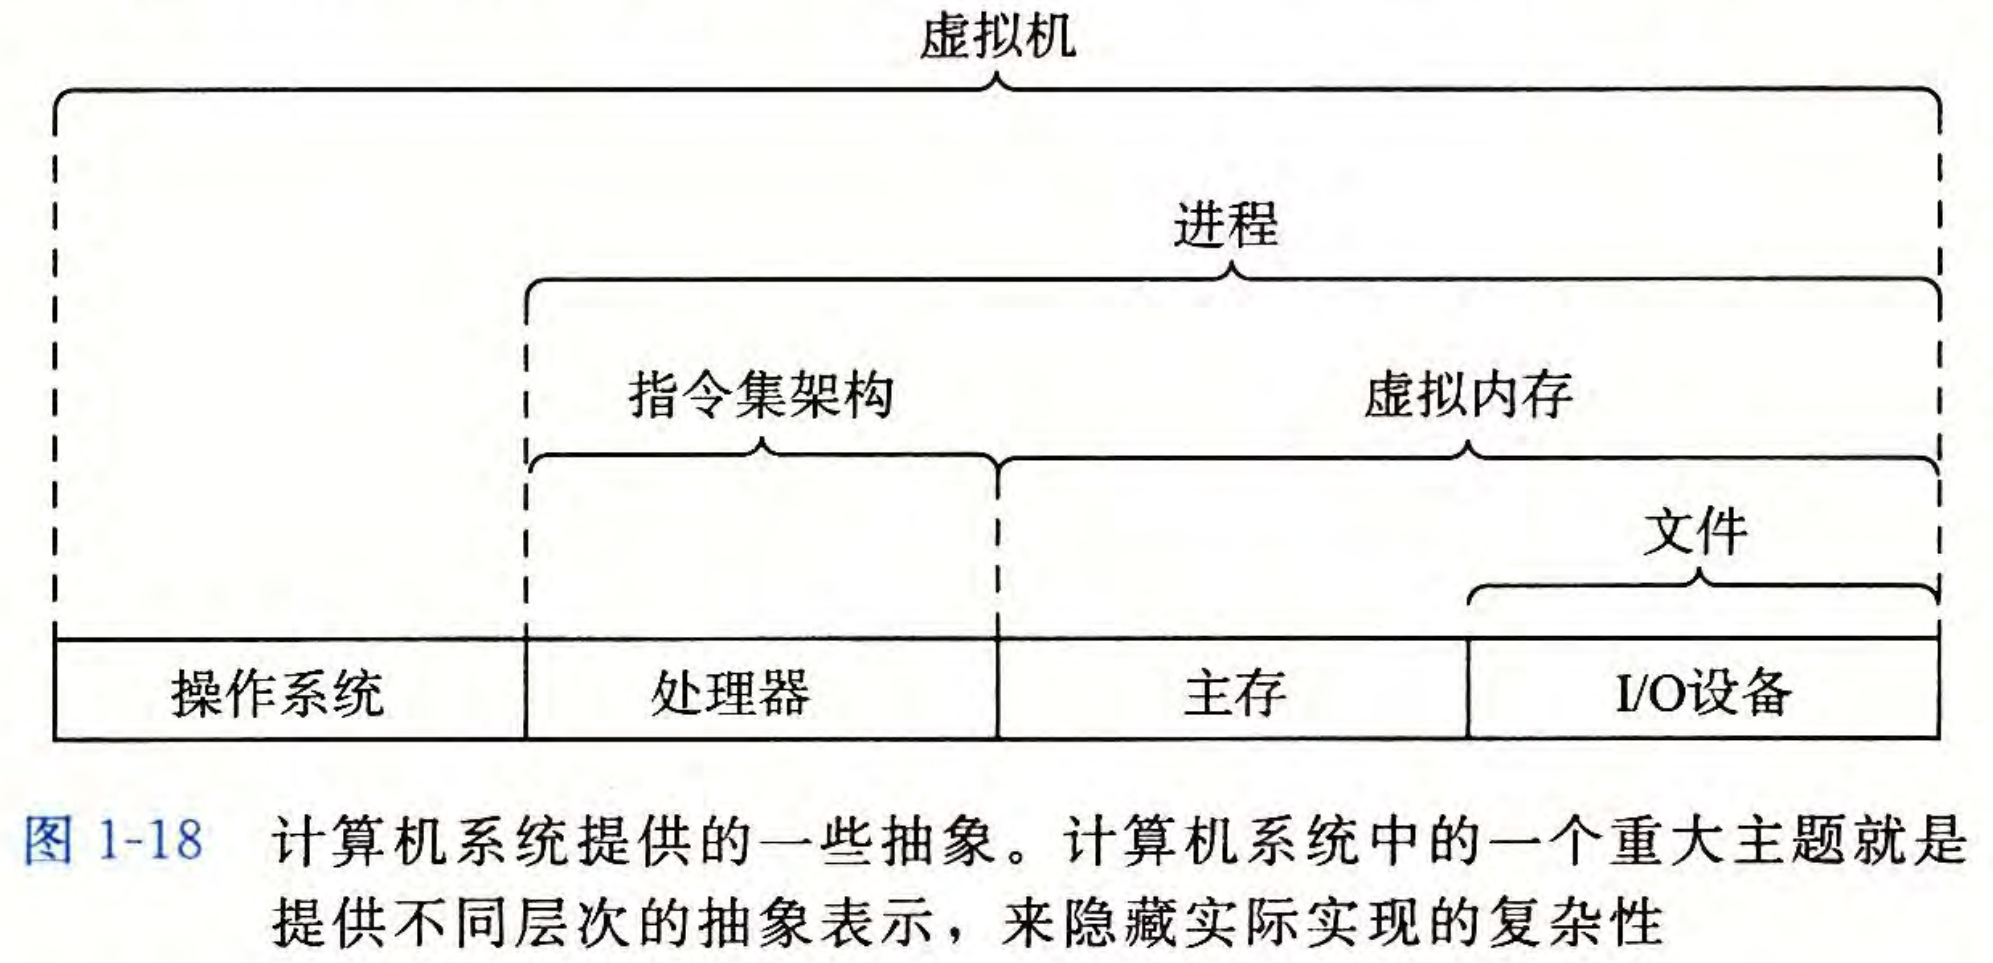 虚拟机
进程
指令集架构
虚拟内存
文件
操作系统
处理器
主存
I/O设备
图 1-18 计算机系统提供的一些抽象。计算机系统中的一个重大主题就是
提供不同层次的抽象表示，来隐藏实际实现的复杂性